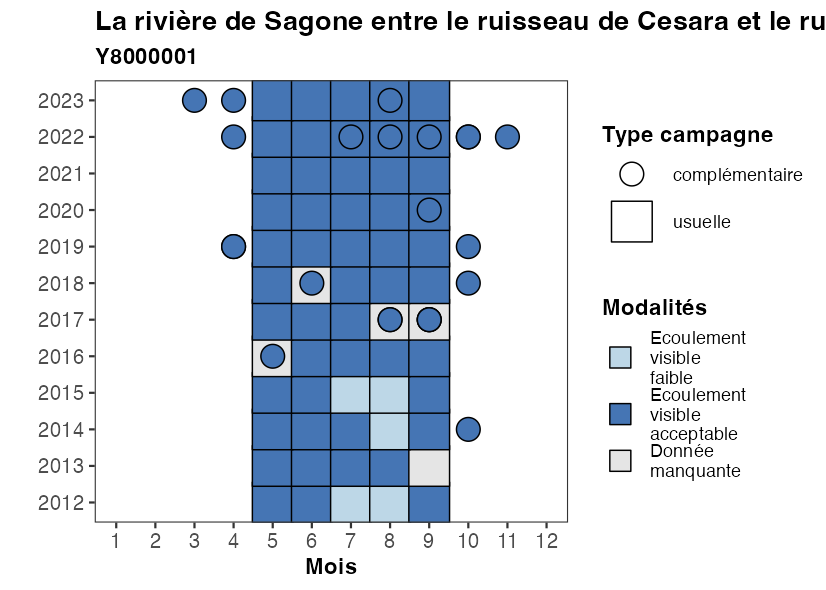 La rivière de Sagone entre le ruisseau de Cesara et le ru
Y8000001
2023
2022
2021
2020
2019
2018
2017
2016
2015
2014
2013
2012
1 2 3 4 5 6 7 8 9 10 11 12
Mois
Type campagne
complémentaire
usuelle
Modalités
Ecoulement
visible
faible
Ecoulement
visible
acceptable
Donnée
manquante